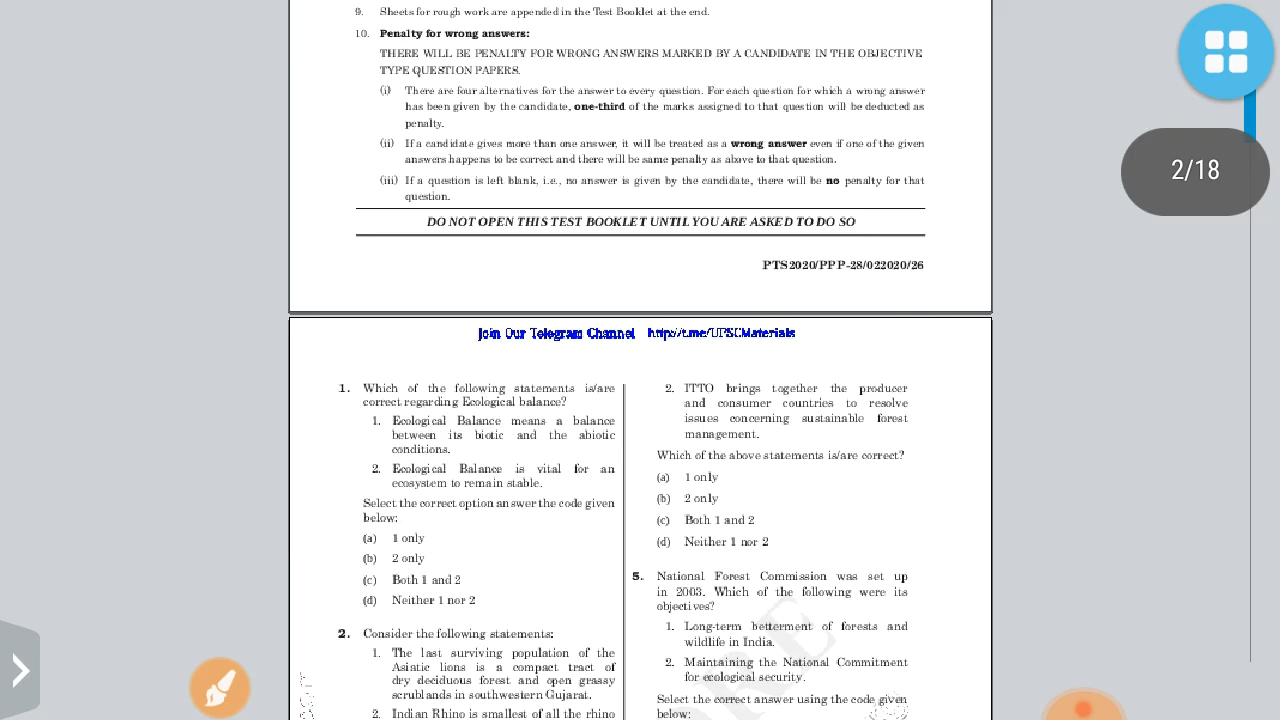 9. Sheets for rough work are appended in the Test Booklet at the end.
10. Penalty for wrong answers:
THERE WILL BE PENALTY FOR WRONG ANSWERS MARKED BY A CANDIDATE IN THE OBJECTIVE
TYPE QUESTION PAPERS.
(i) There are four alternatives for the answer to every question. For each question for which a wrong answer
has been given by the candidate, one-third of the marks assigned to that question will be deducted as
penalty.
(ii) If a candidate gives more than one answer, it will be treated as a wrong answer even if one of the given
answers happens to be correct and there will be same penalty as above to that question.
(iii) If a question is left blank, i.e., no answer is given by the candidate, there will be no penalty for that
question.
DO NOT OPEN THIS TEST BOOKLET UNTIL YOU ARE ASKED TO DO SO
PTS2020/PPP-28/022020/26
2/18
Join Our Telegram Channel http://t.me/UPSCMaterials
1. Which of the following statements is/are
correct regarding Ecological balance?
1. Ecological Balance means a balance
between its biotic and the abiotic
conditions.
2. Ecological Balance is vital for an
ecosystem to remain stable.
Select the correct option answer the code given
below:
(a) 1 only
(b) 2 only
(c) Both 1 and 2
(d) Neither 1 nor 2
2. Consider the following statements:
1. The last surviving population of the
Asiatic lions is a compact tract of
dry deciduous forest and open grassy
scrublands in southwestern Gujarat.
2. Indian Rhino is smallest of all the rhino
2. ITTO brings together the producer
and consumer countries to resolve
issues concerning sustainable forest
management.
Which of the above statements is/are correct?
(a) 1 only
(b) 2 only
(c) Both 1 and 2
(d) Neither 1 nor 2
5. National Forest Commission was set up
in 2003. Which of the following were its
objectives?
1. Long-term betterment of forests and
wildlife in India.
2. Maintaining the National Commitment
for ecological security.
Select the correct answer using the code given
below: